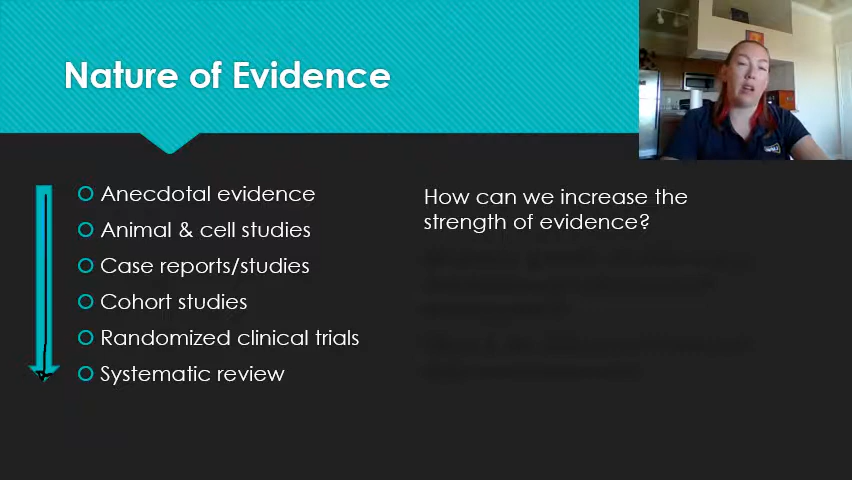 Nature of Evidence
Anecdotal evidence
Animal & cell studies
Case reports/studies
Cohort studies
Randomized clinical trials
Systematic review
How can we increase the
strength of evidence?